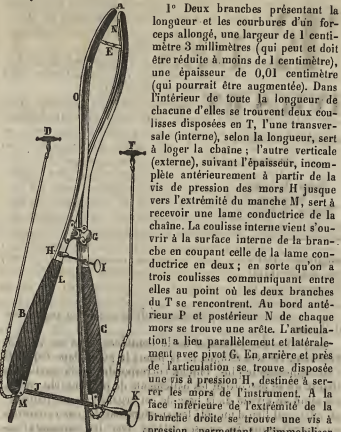 1° Deux branches présentant la
longueur et les courbures d'un for-
ceps allongé, une largeur de 1 centi-
mètre 3 millimètres (qui peut et doit
être réduite à moins de 1 centimètre),
une épaisseur de 0,01 centimètre
(qui pourrait être augmentée). Dans
l'intérieur de toute la longueur de
chacune d'elles se trouvent deux cou-
lisses disposées en T, l'une transver-
sale (interne), selon la longueur, sert
à loger la chaîne ; l'autre verticale
(externe), suivant l'épaisseur, incom-
plète antérieurement à partir de la
vis de pression des mors H jusque
vers l'extrémité du manche M, sert à
recevoir une lame conductrice de la
chaîne. La coulisse interne vient s'ou-
vrir à la surface interne de la bran-
che en coupant celle de la lame con-
ductrice en deux ; en sorte qu'on a
trois coulisses communiquant entre
elles au point où les deux branches
du T se rencontrent. Au bord anté-
rieur P et postérieur N de chaque
mors se trouve une arête. L'articula-
tion a lieu parallèlement et latérale-
ment avec pivot G. En arrière et près
de l'articulation se trouve disposée
une vis à pression H, destinée à ser-
rer les mors de l'instrument. A la
face inférieure de l'extrémité de la
branche droite se trouve une vis à
pression permettant d'immobiliser
A
N
E
O
D
F
G
H
I
L
B
C
J
M
K